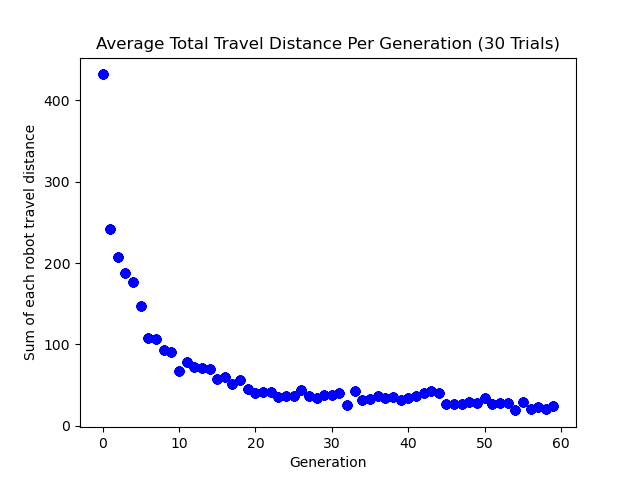 Average Total Travel Distance Per Generation (30 Trials)
Sum of each robot travel distance
400
300
200
100
0
0 10 20 30 40 50 60
Generation